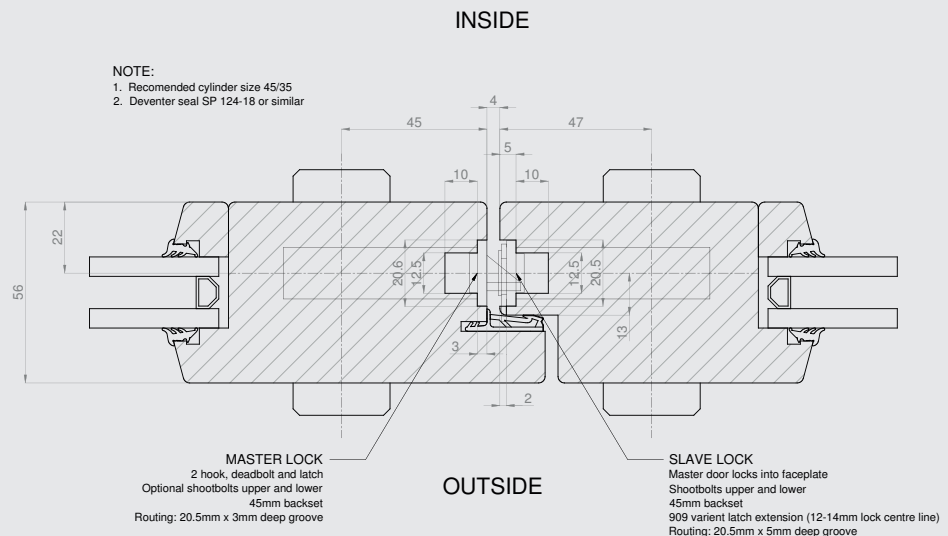 INSIDE
NOTE:
1. Recomended cylinder size 45/35
2. Deventer seal SP 124-18 or similar
4
45
47
5
10
10
22
56
20.6
12.5
12.5
20.5
13
3
2
MASTER LOCK
2 hook, deadbolt and latch
Optional shootbolts upper and lower
45mm backset
Routing: 20.5mm x 3mm deep groove
OUTSIDE
SLAVE LOCK
Master door locks into faceplate
Shootbolts upper and lower
45mm backset
909 varient latch extension (12-14mm lock centre line)
Routing: 20.5mm x 5mm deep groove